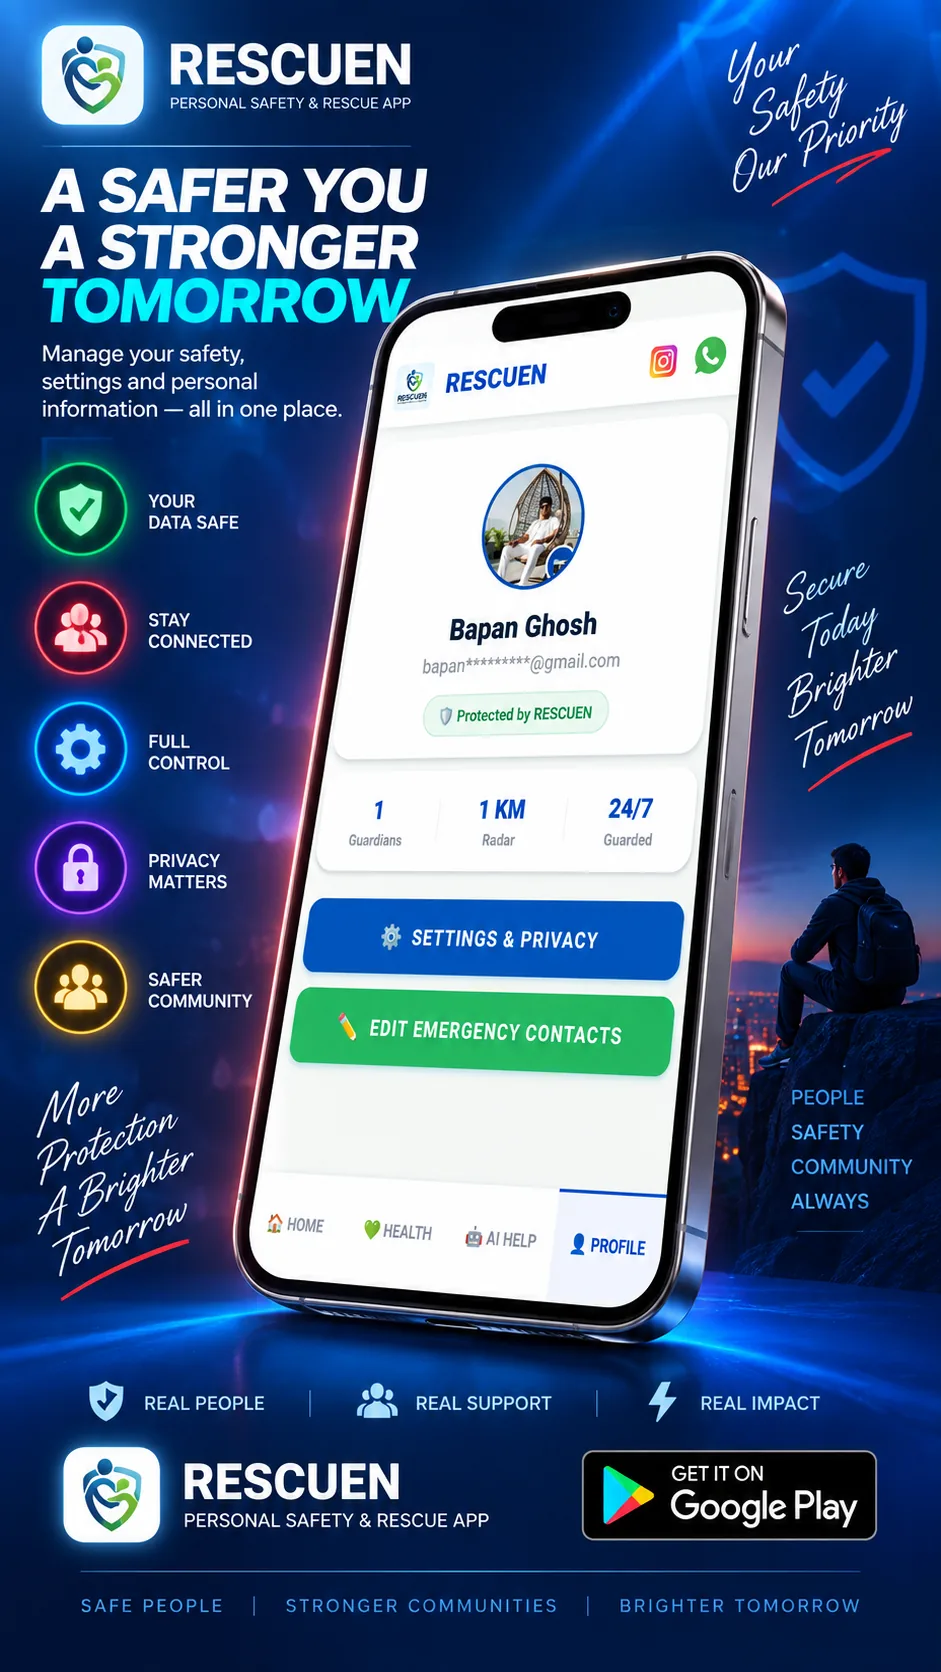 RESCUEN
PERSONAL SAFETY & RESCUE APP
Your
Safety
Our Priority
A SAFER YOU
A STRONGER
TOMORROW
Manage your safety,
settings and personal
information — all in one place.
YOUR
DATA SAFE
STAY
CONNECTED
FULL
CONTROL
PRIVACY
MATTERS
SAFER
COMMUNITY
More
Protection
A Brighter
Tomorrow
RESCUEN
RESCUEN
Bapan Ghosh
bapan*********@gmail.com
Protected by RESCUEN
1
Guardians
1 KM
Radar
24/7
Guarded
SETTINGS & PRIVACY
EDIT EMERGENCY CONTACTS
HOME
HEALTH
AI HELP
PROFILE
Secure
Today
Brighter
Tomorrow
PEOPLE
SAFETY
COMMUNITY
ALWAYS
REAL PEOPLE
REAL SUPPORT
REAL IMPACT
RESCUEN
PERSONAL SAFETY & RESCUE APP
GET IT ON
Google Play
SAFE PEOPLE | STRONGER COMMUNITIES | BRIGHTER TOMORROW